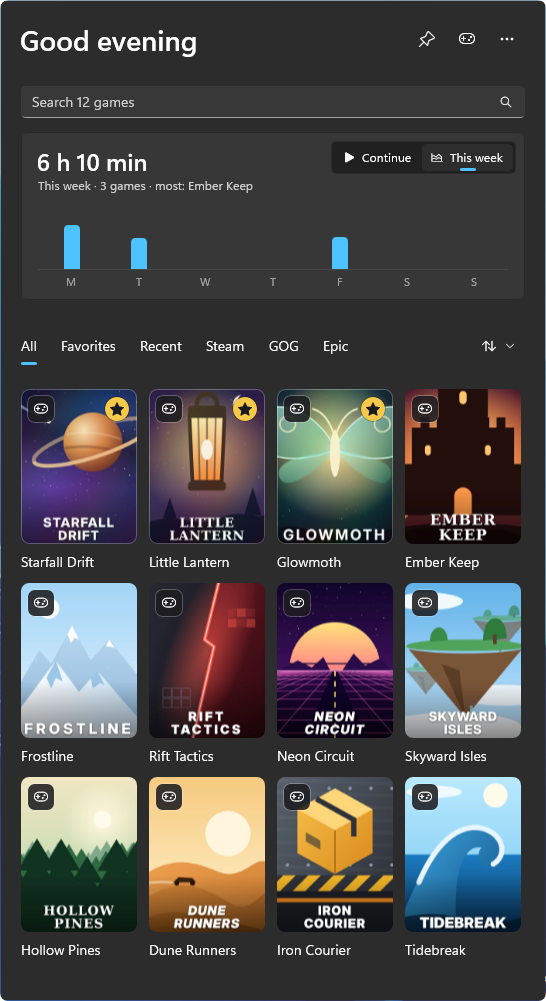 Good evening
Search 12 games
6 h 10 min
Continue
This week
This week · 3 games · most: Ember Keep
M T W T F S S
All Favorites Recent Steam GOG Epic
STARFALL
DRIFT
LITTLE
LANTERN
GLOWMOTH
EMBER
KEEP
Starfall Drift
Little Lantern
Glowmoth
Ember Keep
FROSTLINE
RIFT
TACTICS
NEON
CIRCUIT
SKYWARD
ISLES
Frostline
Rift Tactics
Neon Circuit
Skyward Isles
HOLLOW
PINES
DUNE
RUNNERS
IRON
COURIER
TIDEBREAK
Hollow Pines
Dune Runners
Iron Courier
Tidebreak